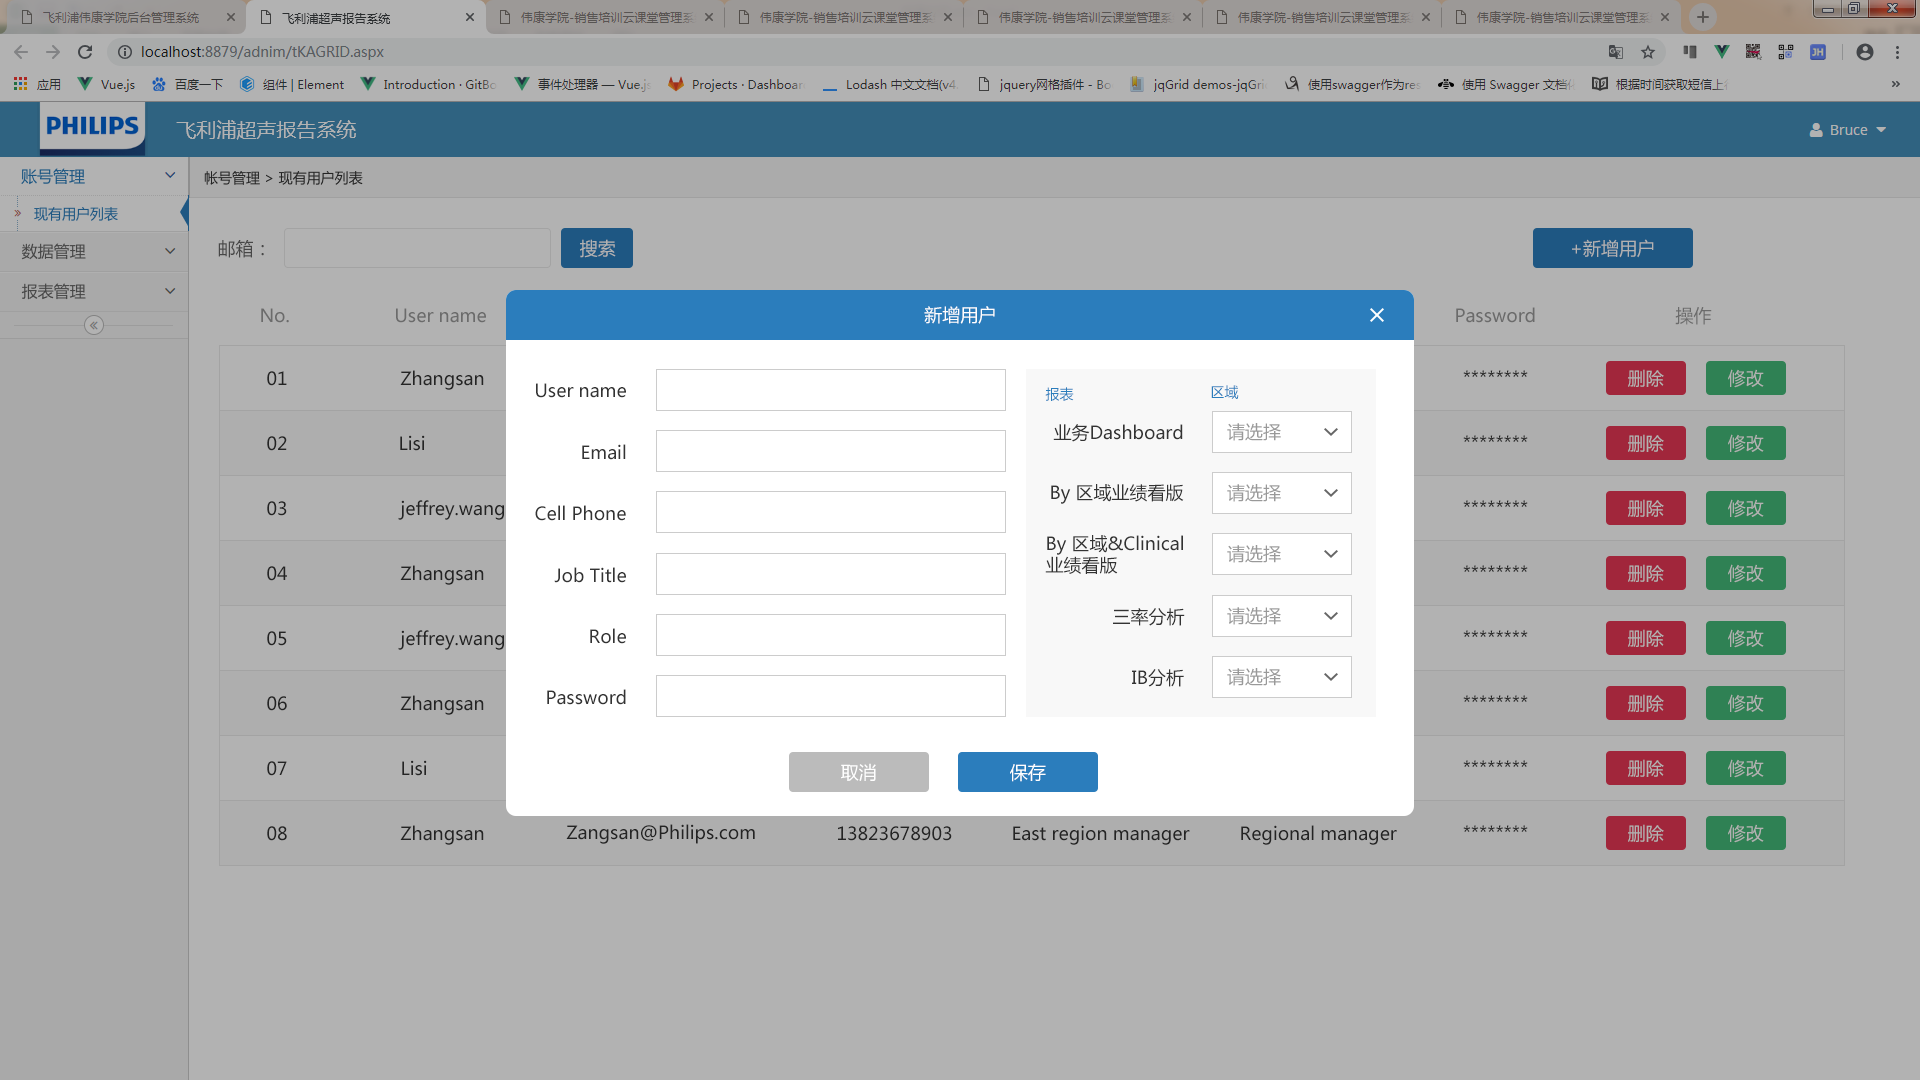 飞利浦伟康学院后台管理系统
飞利浦超声报告系统
伟康学院-销售培训云课堂管理系
伟康学院-销售培训云课堂管理系
伟康学院-销售培训云课堂管理系
伟康学院-销售培训云课堂管理系
伟康学院-销售培训云课堂管理系
localhost:8879/adnim/tKAGRID.aspx
JH
应用
Vue.js
百度一下
组件 | Element
Introduction · GitBo
事件处理器 — Vue.js
Projects · Dashboar
Lodash 中文文档(v4.
jquery网格插件 - Bo
jqGrid demos-jqGri
使用swagger作为res
使用 Swagger 文档化
根据时间获取短信上
PHILIPS
飞利浦超声报告系统
Bruce
账号管理
现有用户列表
数据管理
报表管理
帐号管理 > 现有用户列表
邮箱：
搜索
+新增用户
No.
User name
Password
操作
01
Zhangsan
********
删除
修改
02
Lisi
********
删除
修改
03
jeffrey.wang
********
删除
修改
04
Zhangsan
********
删除
修改
05
jeffrey.wang
********
删除
修改
06
Zhangsan
********
删除
修改
07
Lisi
********
删除
修改
08
Zhangsan
Zangsan@Philips.com
13823678903
East region manager
Regional manager
********
删除
修改
新增用户
User name
Email
Cell Phone
Job Title
Role
Password
报表
区域
业务Dashboard
请选择
By 区域业绩看版
请选择
By 区域&Clinical
业绩看版
请选择
三率分析
请选择
IB分析
请选择
取消
保存